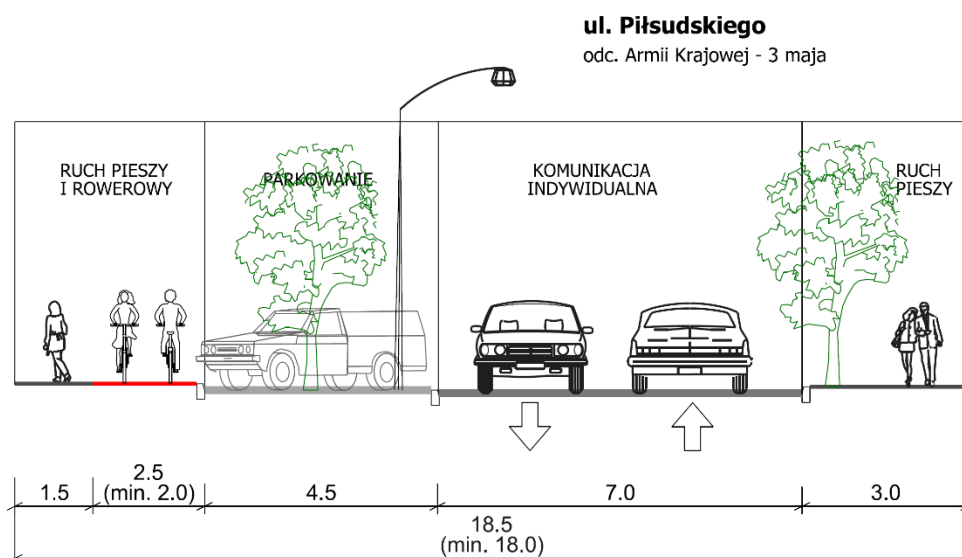 ul. Piłsudskiego
odc. Armii Krajowej - 3 maja
RUCH PIESZY
I ROWEROWY
PARKOWANIE
KOMUNIKACJA
INDYWIDUALNA
RUCH
PIESZY
1.5
2.5
(min. 2.0)
4.5
7.0
3.0
18.5
(min. 18.0)